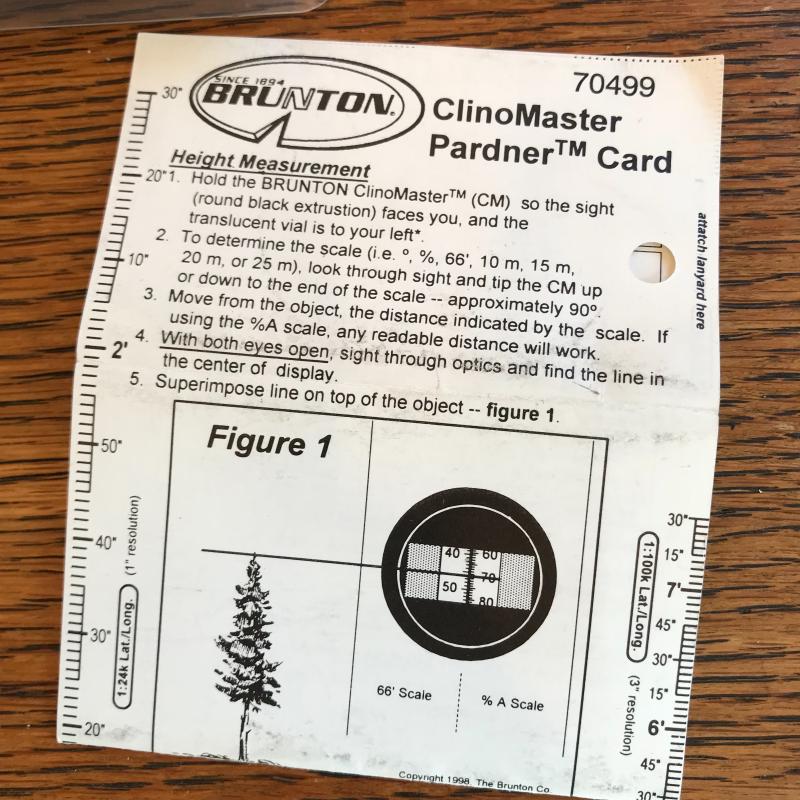 SINCE 1894
BRUNTON®
70499
ClinoMaster
Pardner™ Card
Height Measurement
1. Hold the BRUNTON ClinoMaster™ (CM) so the sight
(round black extrustion) faces you, and the
translucent vial is to your left*.
2. To determine the scale (i.e. °, %, 66', 10 m, 15 m,
20 m, or 25 m), look through sight and tip the CM up
or down to the end of the scale -- approximately 90°.
3. Move from the object, the distance indicated by the scale. If
using the %A scale, any readable distance will work.
4. With both eyes open, sight through optics and find the line in
the center of display.
5. Superimpose line on top of the object -- figure 1.
attatch lanyard here
30"
20"
10"
2'
50"
40"
30"
20"
(1" resolution)
1:24k Lat./Long.
Figure 1
40 60
70
50
80
66' Scale
% A Scale
30"
15"
7'
45"
30"
15"
6'
45"
30"
1:100k Lat./Long.
(3" resolution)
Copyright 1998 The Brunton Co.